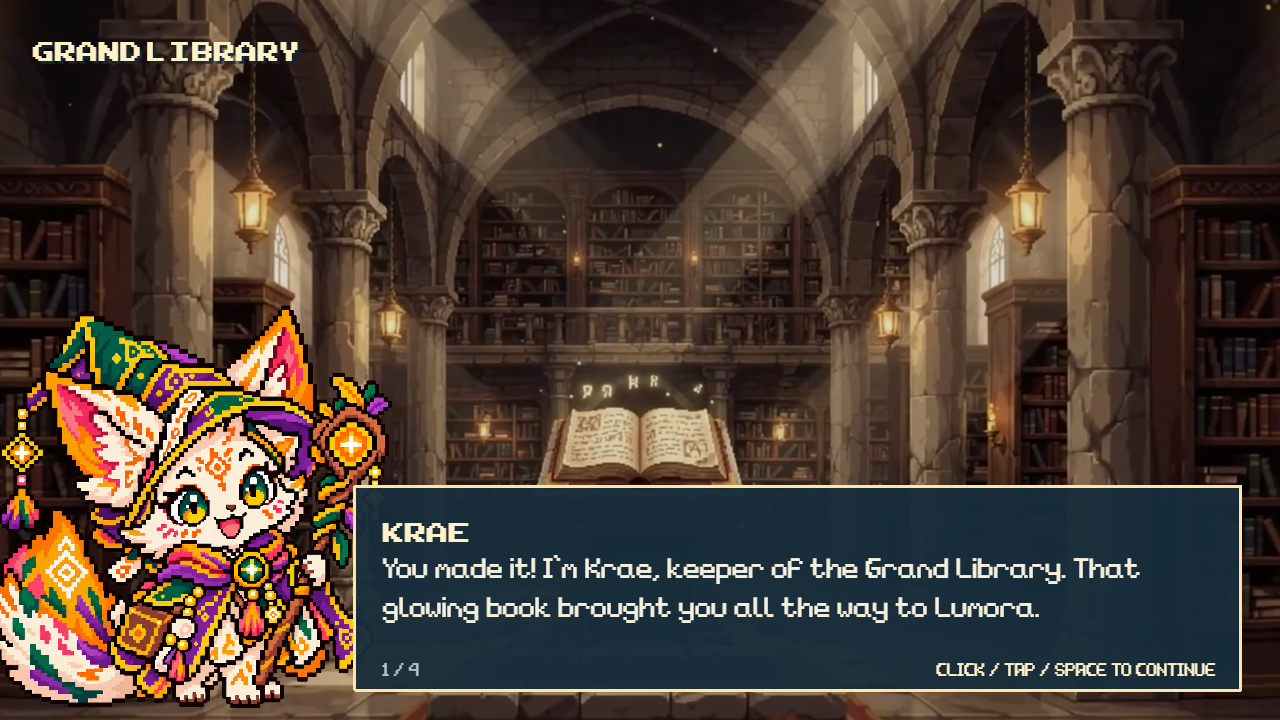 GRAND LIBRARY
KRAE
You made it! I`m Krae, keeper of the Grand Library. That
glowing book brought you all the way to Lumora.
1 / 4
CLICK / TAP / SPACE TO CONTINUE